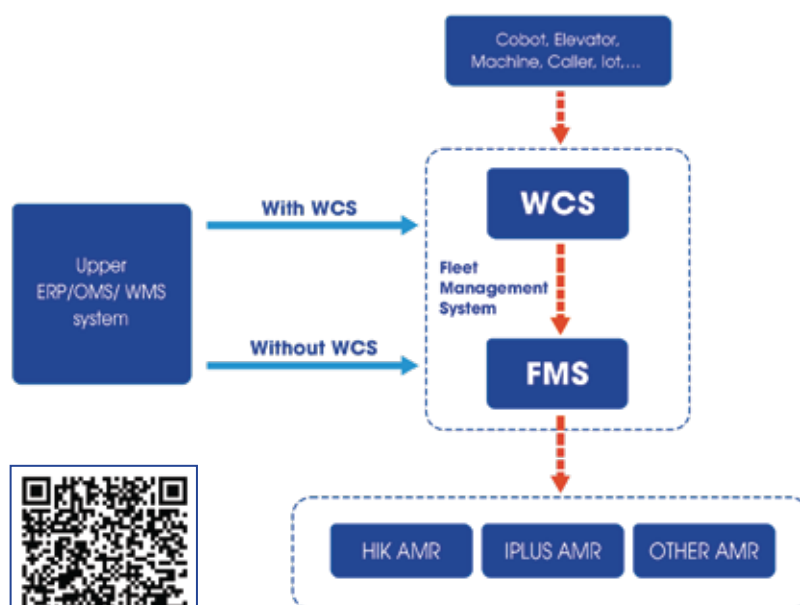 Cobot, Elevator,
Machine, Caller, Iot,...
With WCS
WCS
Upper
ERP/OMS/ WMS
system
Fleet
Management
System
Without WCS
FMS
HIK AMR
IPLUS AMR
OTHER AMR